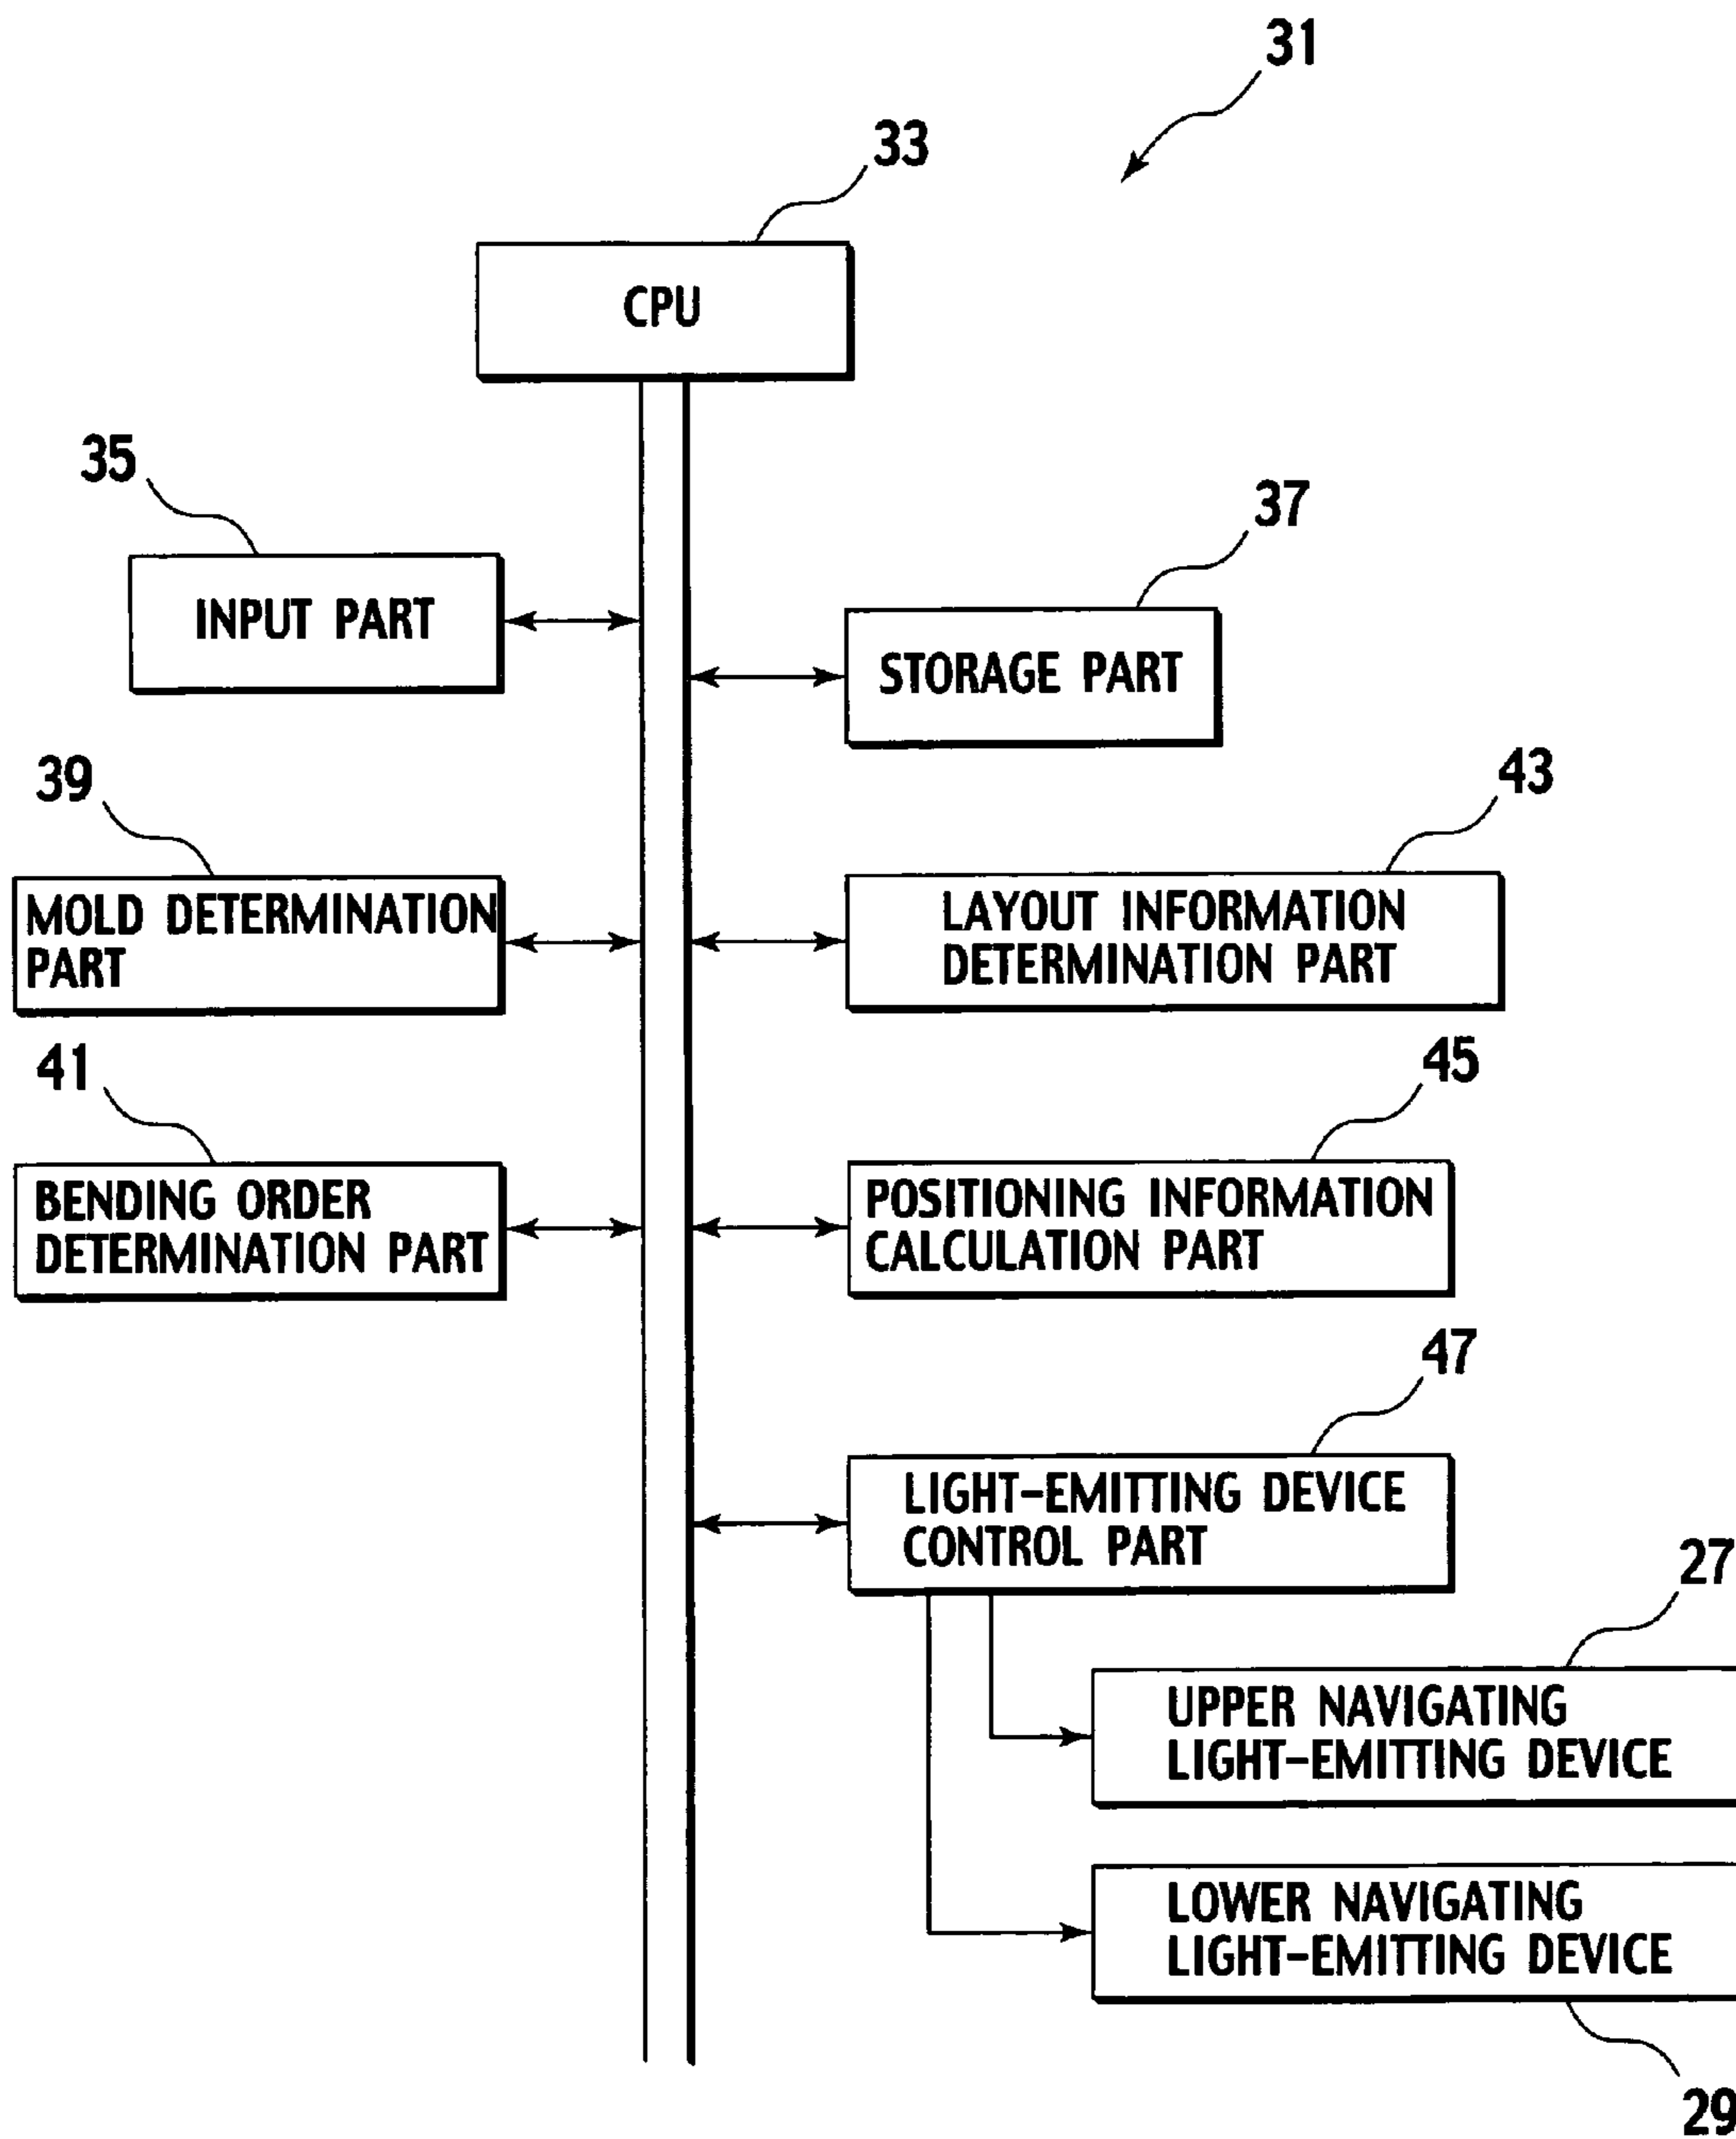 31
33
CPU
35
INPUT PART
37
STORAGE PART
39
MOLD DETERMINATION
PART
43
LAYOUT INFORMATION
DETERMINATION PART
41
BENDING ORDER
DETERMINATION PART
45
POSITIONING INFORMATION
CALCULATION PART
47
LIGHT-EMITTING DEVICE
CONTROL PART
27
UPPER NAVIGATING
LIGHT-EMITTING DEVICE
LOWER NAVIGATING
LIGHT-EMITTING DEVICE
29